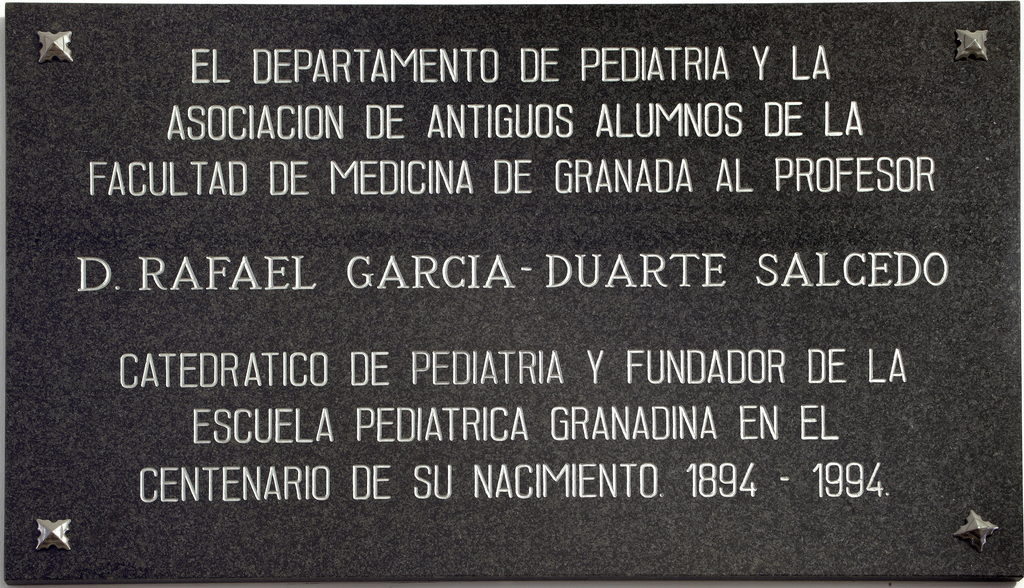 EL DEPARTAMENTO DE PEDIATRIA Y LA
ASOCIACION DE ANTIGUOS ALUMNOS DE LA
FACULTAD DE MEDICINA DE GRANADA AL PROFESOR
D. RAFAEL GARCIA-DUARTE SALCEDO
CATEDRATICO DE PEDIATRIA Y FUNDADOR DE LA
ESCUELA PEDIATRICA GRANADINA EN EL
CENTENARIO DE SU NACIMIENTO. 1894 - 1994.